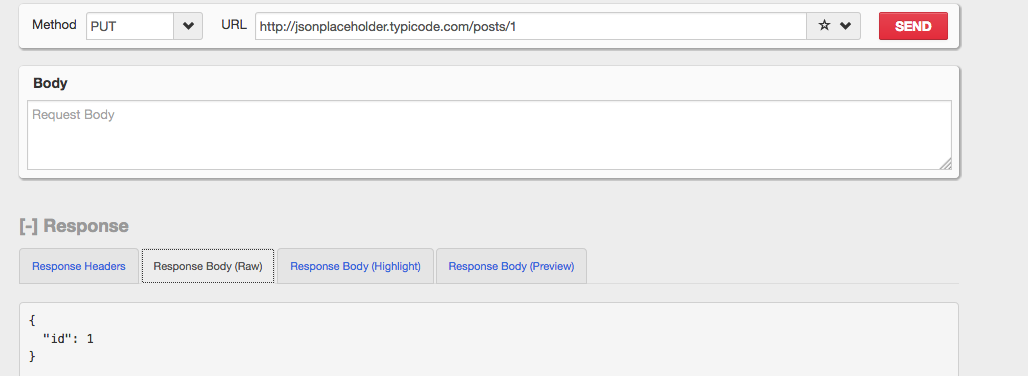 Method PUT URL http://jsonplaceholder.typicode.com/posts/1 SEND
Body
Request Body
[-] Response
Response Headers Response Body (Raw) Response Body (Highlight) Response Body (Preview)
{
"id": 1
}